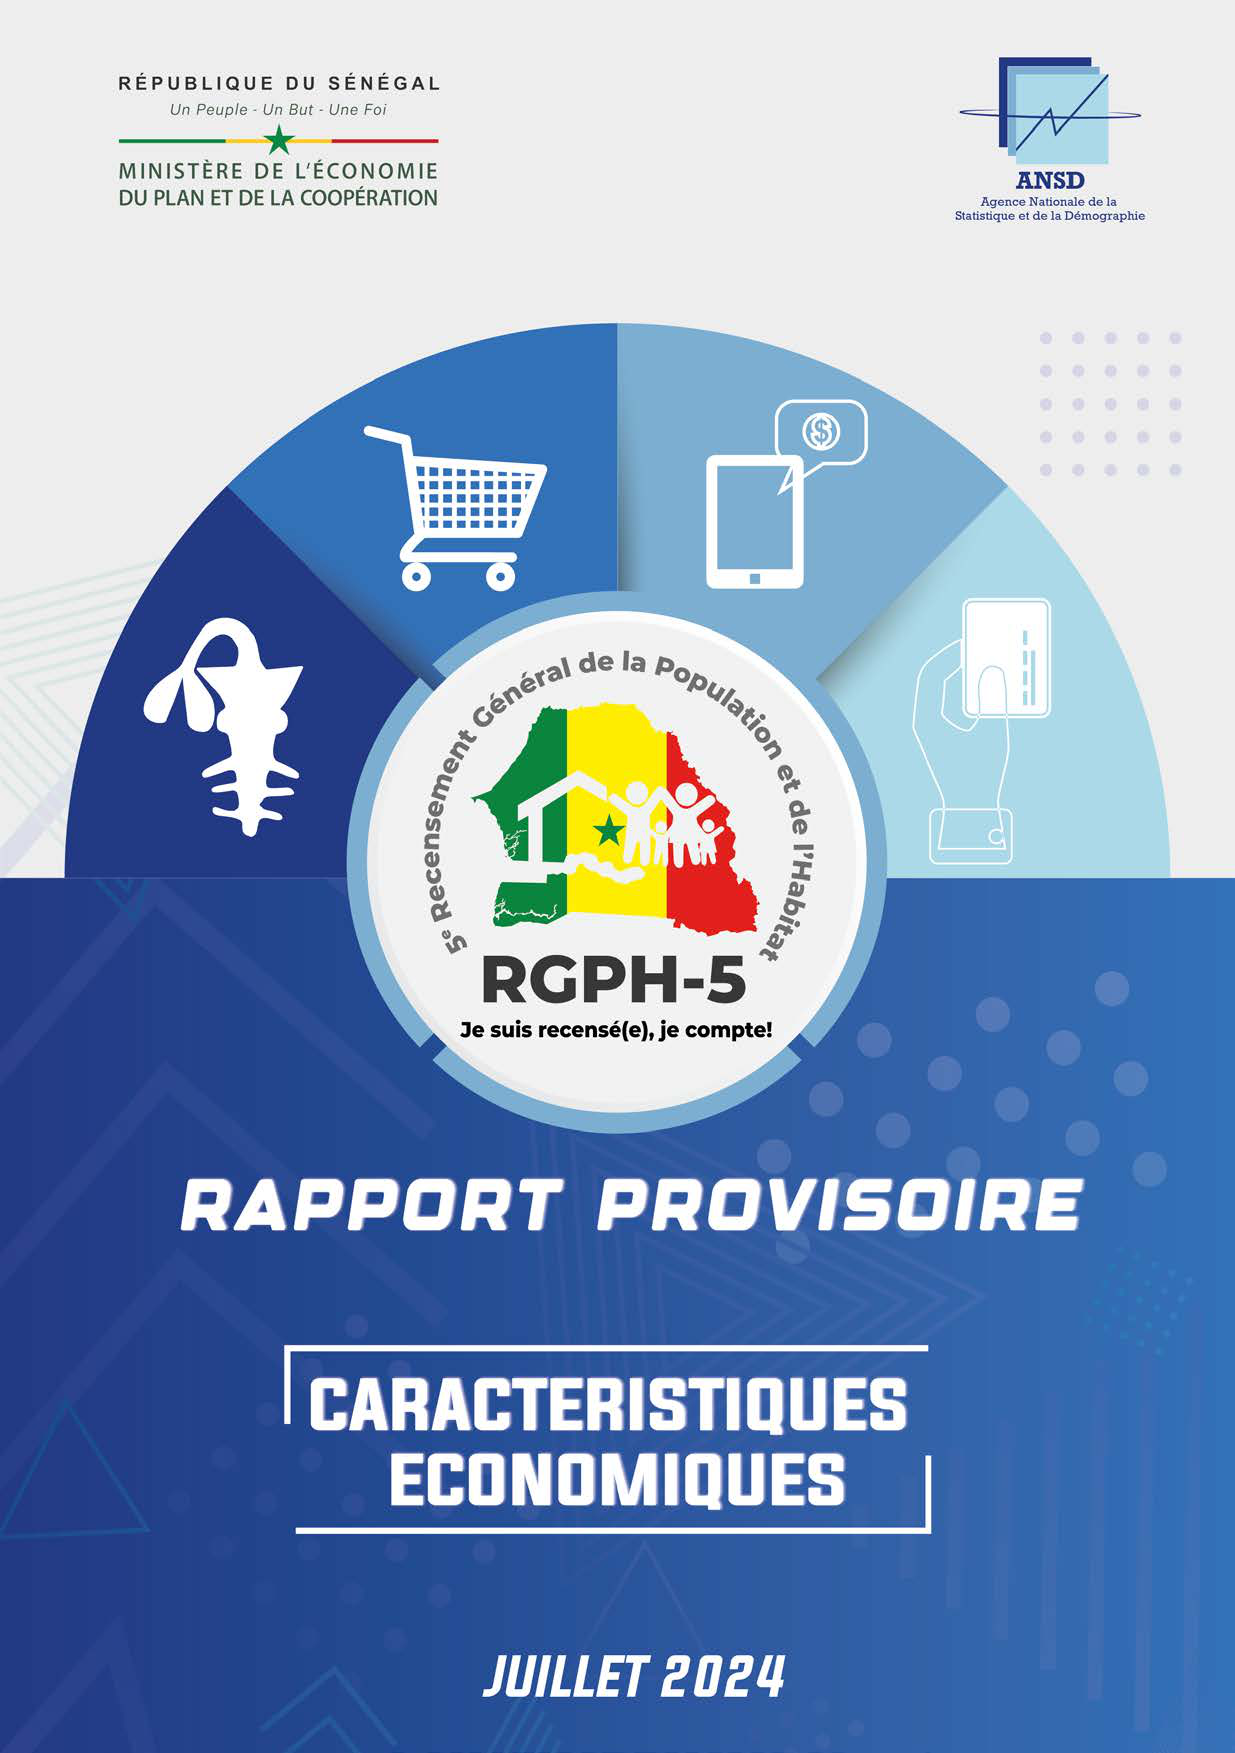 RÉPUBLIQUE DU SÉNÉGAL
Un Peuple - Un But - Une Foi
MINISTÈRE DE L'ÉCONOMIE
DU PLAN ET DE LA COOPÉRATION
ANSD
Agence Nationale de la
Statistique et de la Démographie
5e Recensement Général de la Population et de l'Habitat
RGPH-5
Je suis recensé(e), je compte!
RAPPORT PROVISOIRE
CARACTERISTIQUES
ECONOMIQUES
JUILLET 2024